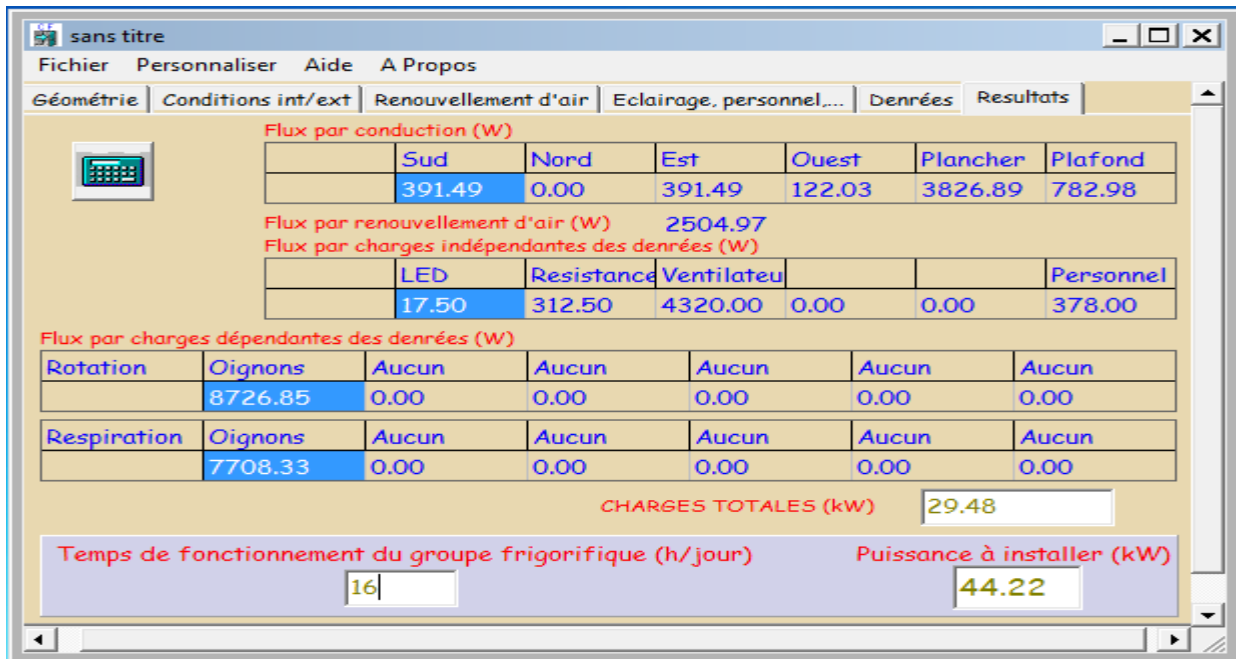 sans titre
Fichier Personnaliser Aide A Propos
Géométrie Conditions int/ext Renouvellement d'air Eclairage, personnel,... Denrées Resultats
Flux par conduction (W)
Sud Nord Est Ouest Plancher Plafond
391.49 0.00 391.49 122.03 3826.89 782.98
Flux par renouvellement d'air (W) 2504.97
Flux par charges indépendantes des denrées (W)
LED Resistance Ventilateu Personnel
17.50 312.50 4320.00 0.00 0.00 378.00
Flux par charges dépendantes des denrées (W)
Rotation Oignons Aucun Aucun Aucun Aucun Aucun
8726.85 0.00 0.00 0.00 0.00 0.00
Respiration Oignons Aucun Aucun Aucun Aucun Aucun
7708.33 0.00 0.00 0.00 0.00 0.00
CHARGES TOTALES (kW) 29.48
Temps de fonctionnement du groupe frigorifique (h/jour) Puissance à installer (kW)
16 44.22